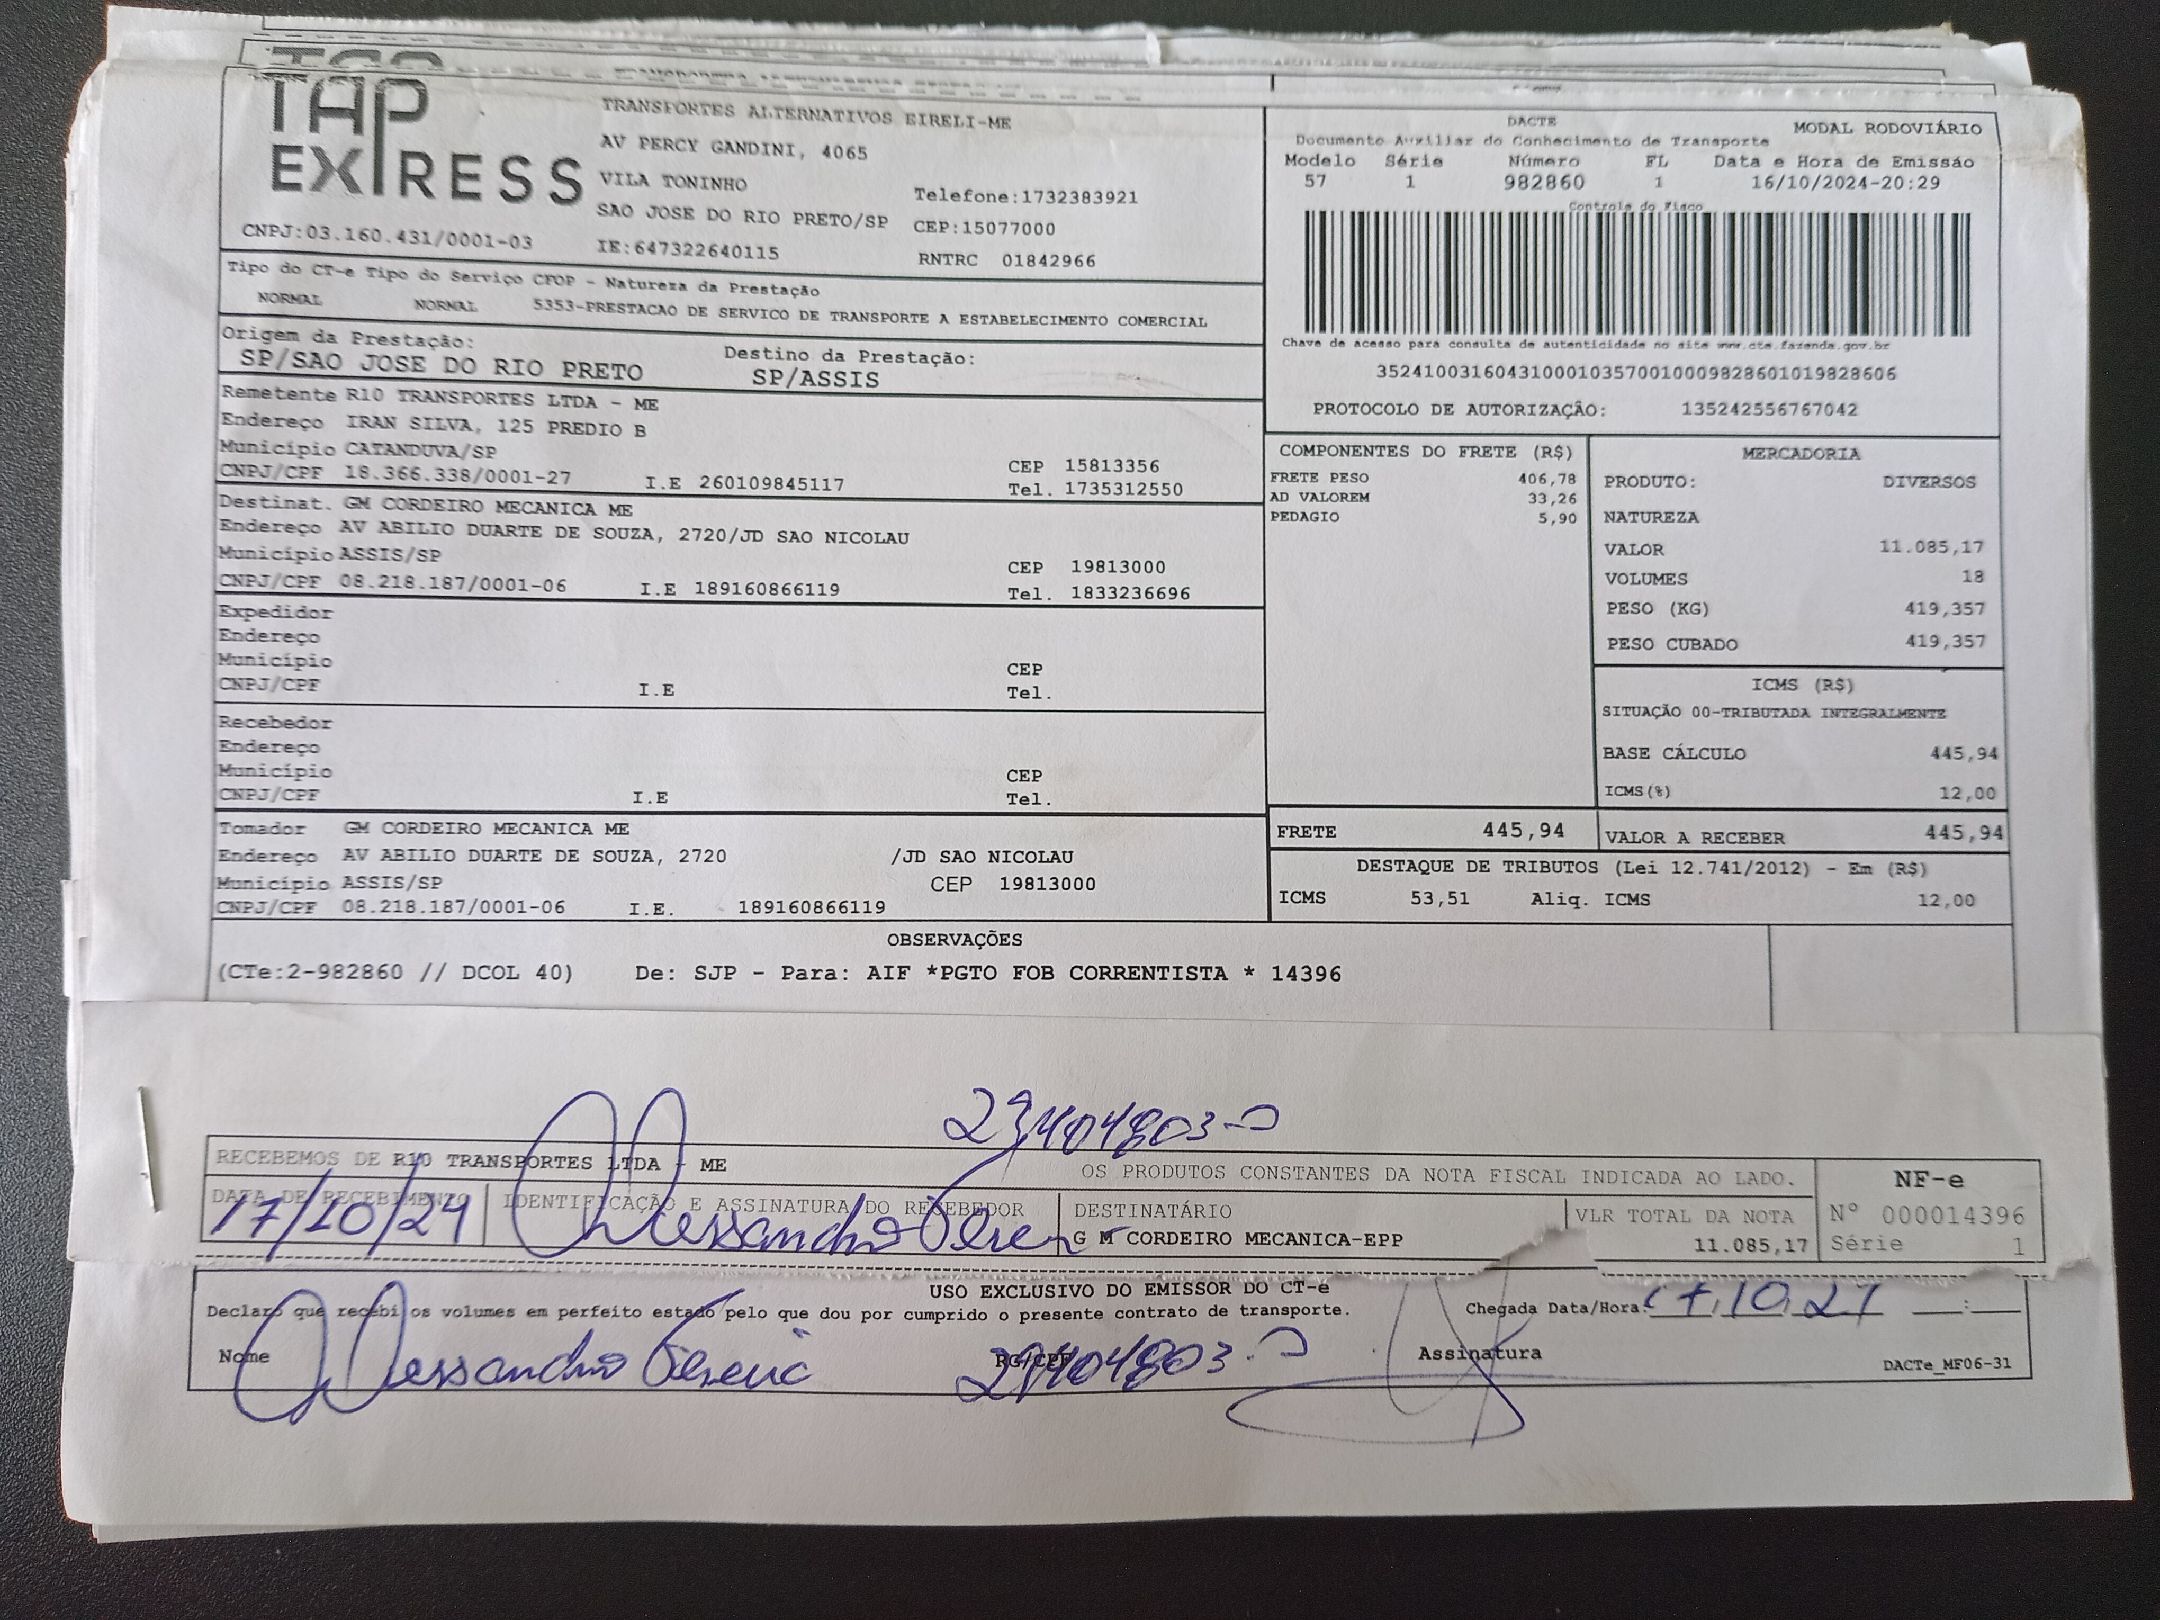 TAP EXPRESS
TRANSPORTES ALTERNATIVOS EIRELI-ME
AV PERCY GANDINI, 4065
VILA TONINHO
Telefone:1732383921
SAO JOSE DO RIO PRETO/SP CEP:15077000
CNPJ:03.160.431/0001-03 IE:647322640115 RNTRC 01842966
DACTE MODAL RODOVIÁRIO
Documento Auxiliar do Conhecimento de Transporte
Modelo Série Número FL Data e Hora de Emissão
57 1 982860 1 16/10/2024-20:29
Controle do Fisco
Chave de acesso para consulta de autenticidade no site www.cte.fazenda.gov.br
35241003160431000103570010009828601019828606
PROTOCOLO DE AUTORIZAÇÃO: 135242556767042
Tipo do CT-e Tipo do Serviço CFOP - Natureza da Prestação
NORMAL NORMAL 5353-PRESTACAO DE SERVICO DE TRANSPORTE A ESTABELECIMENTO COMERCIAL
Origem da Prestação: Destino da Prestação:
SP/SAO JOSE DO RIO PRETO SP/ASSIS
Remetente R10 TRANSPORTES LTDA - ME
Endereço IRAN SILVA, 125 PREDIO B
Município CATANDUVA/SP CEP 15813356
CNPJ/CPF 18.366.338/0001-27 I.E 260109845117 Tel. 1735312550
Destinat. GM CORDEIRO MECANICA ME
Endereço AV ABILIO DUARTE DE SOUZA, 2720/JD SAO NICOLAU
Município ASSIS/SP CEP 19813000
CNPJ/CPF 08.218.187/0001-06 I.E 189160866119 Tel. 1833236696
Expedidor
Endereço
Município CEP
CNPJ/CPF I.E Tel.
Recebedor
Endereço
Município CEP
CNPJ/CPF I.E Tel.
Tomador GM CORDEIRO MECANICA ME
Endereço AV ABILIO DUARTE DE SOUZA, 2720 /JD SAO NICOLAU
Município ASSIS/SP CEP 19813000
CNPJ/CPF 08.218.187/0001-06 I.E. 189160866119
COMPONENTES DO FRETE (R$)
FRETE PESO 406,78
AD VALOREM 33,26
PEDAGIO 5,90
MERCADORIA
PRODUTO: DIVERSOS
NATUREZA
VALOR 11.085,17
VOLUMES 18
PESO (KG) 419,357
PESO CUBADO 419,357
ICMS (R$)
SITUAÇÃO 00-TRIBUTADA INTEGRALMENTE
BASE CÁLCULO 445,94
ICMS(%) 12,00
FRETE 445,94 VALOR A RECEBER 445,94
DESTAQUE DE TRIBUTOS (Lei 12.741/2012) - Em (R$)
ICMS 53,51 Aliq. ICMS 12,00
OBSERVAÇÕES
(CTe:2-982860 // DCOL 40) De: SJP - Para: AIF *PGTO FOB CORRENTISTA * 14396
RECEBEMOS DE R10 TRANSPORTES LTDA - ME OS PRODUTOS CONSTANTES DA NOTA FISCAL INDICADA AO LADO.
NF-e
DATA DE RECEBIMENTO IDENTIFICAÇÃO E ASSINATURA DO RECEBEDOR DESTINATÁRIO VLR TOTAL DA NOTA Nº 000014396
17/10/24 G M CORDEIRO MECANICA-EPP 11.085,17 Série 1
USO EXCLUSIVO DO EMISSOR DO CT-e
Declaro que recebi os volumes em perfeito estado pelo que dou por cumprido o presente contrato de transporte. Chegada Data/Hora: __:__
Nome RG/CPF Assinatura DACTe_MF06-31